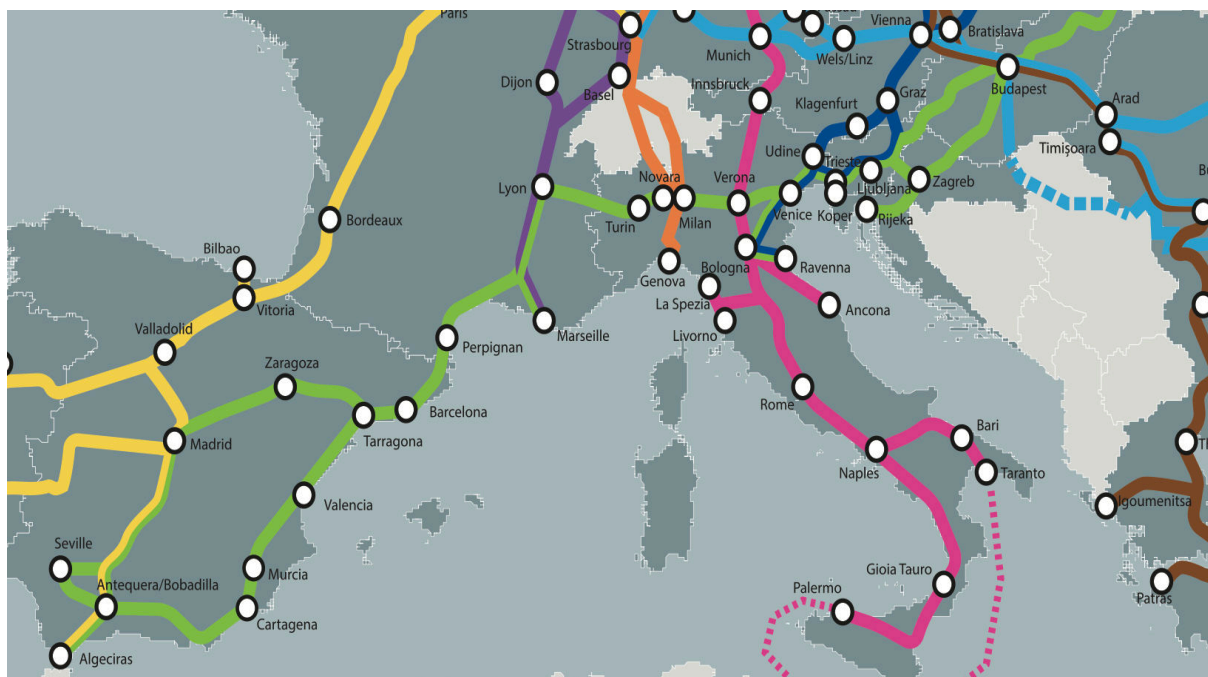 Paris
Strasbourg
Munich
Vienna
Bratislava
Wels/Linz
Dijon
Basel
Innsbruck
Budapest
Graz
Klagenfurt
Arad
Timişoara
Udine
Trieste
Lyon
Novara
Verona
Ljubljana
Zagreb
Turin
Milan
Venice
Koper
Rijeka
Bordeaux
Bilbao
Genova
Bologna
Ravenna
Vitoria
La Spezia
Ancona
Valladolid
Perpignan
Marseille
Livorno
Zaragoza
Rome
Barcelona
Madrid
Tarragona
Bari
Naples
Taranto
Valencia
Igoumenitsa
Seville
Murcia
Gioia Tauro
Antequera/Bobadilla
Palermo
Patras
Cartagena
Algeciras